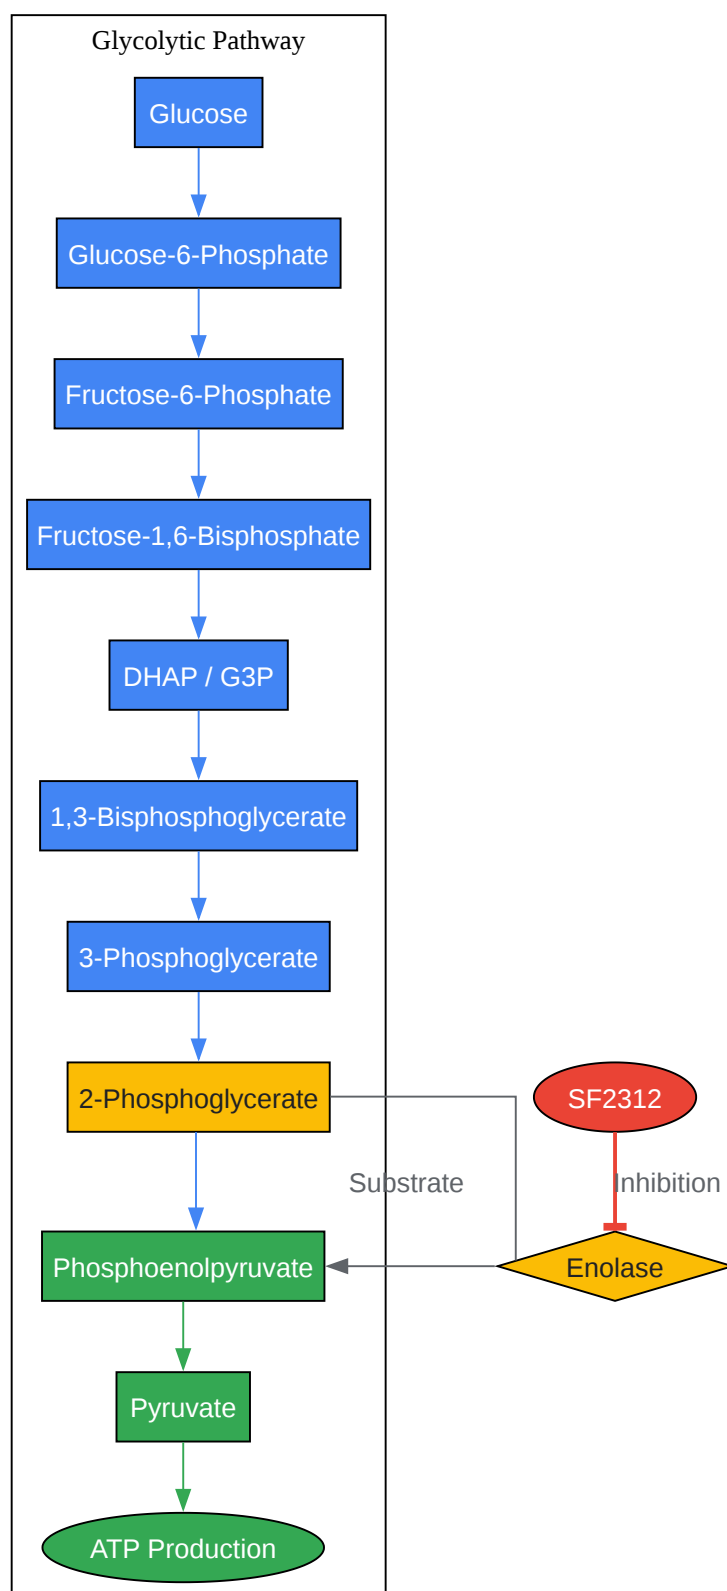 Glycolytic Pathway
Glucose
Glucose-6-Phosphate
Fructose-6-Phosphate
Fructose-1,6-Bisphosphate
DHAP / G3P
1,3-Bisphosphoglycerate
3-Phosphoglycerate
2-Phosphoglycerate
SF2312
Substrate
Inhibition
Phosphoenolpyruvate
Enolase
Pyruvate
ATP Production